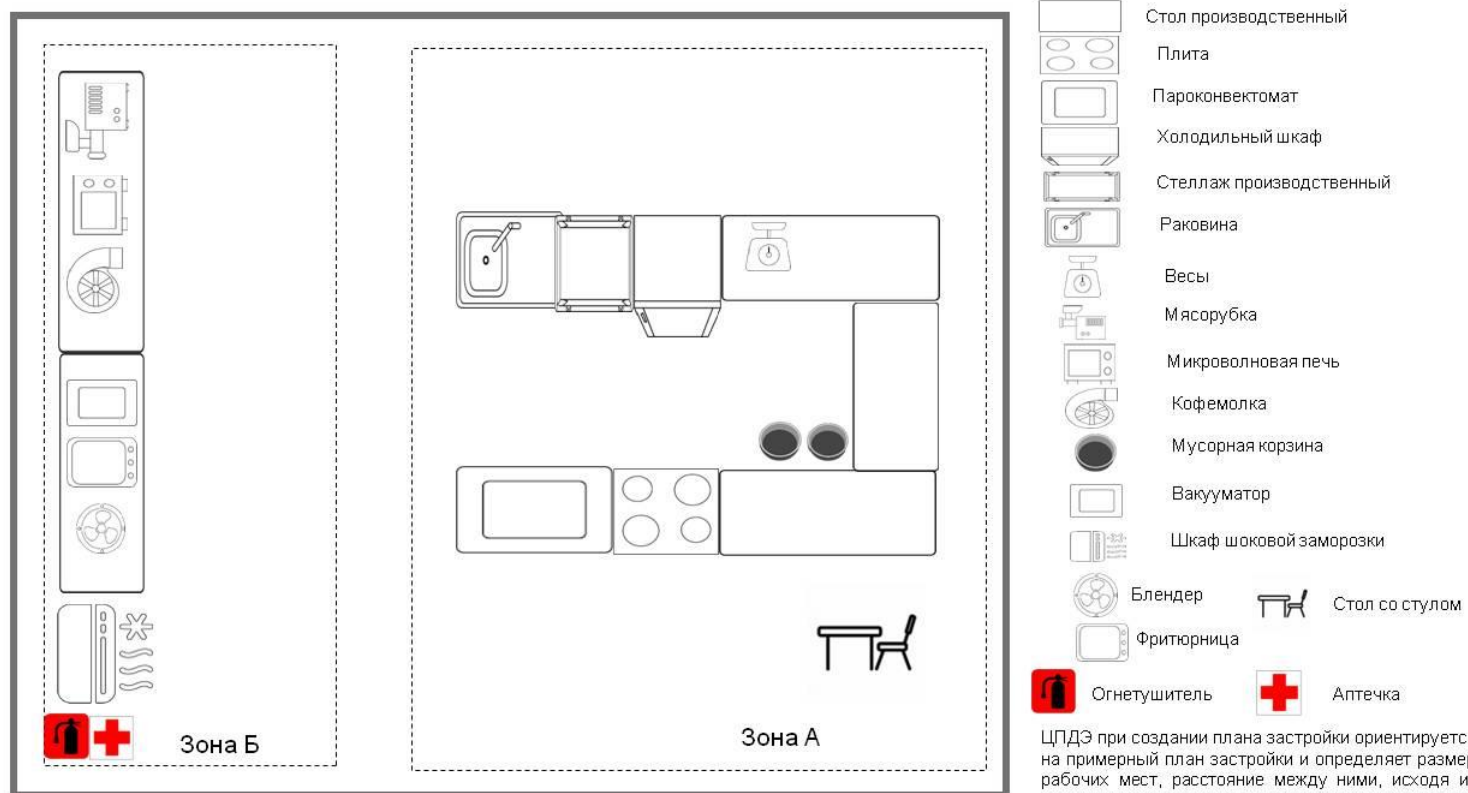 Стол производственный
Плита
Пароконвектомат
Холодильный шкаф
Стеллаж производственный
Раковина
Весы
Мясорубка
Микроволновая печь
Кофемолка
Мусорная корзина
Вакууматор
Шкаф шоковой заморозки
Блендер
Стол со стулом
Фритюрница
Огнетушитель
Аптечка
Зона Б
Зона А
ЦПДЭ при создании плана застройки ориентируетс
на примерный план застройки и определяет размер
рабочих мест, расстояние между ними, исходя и